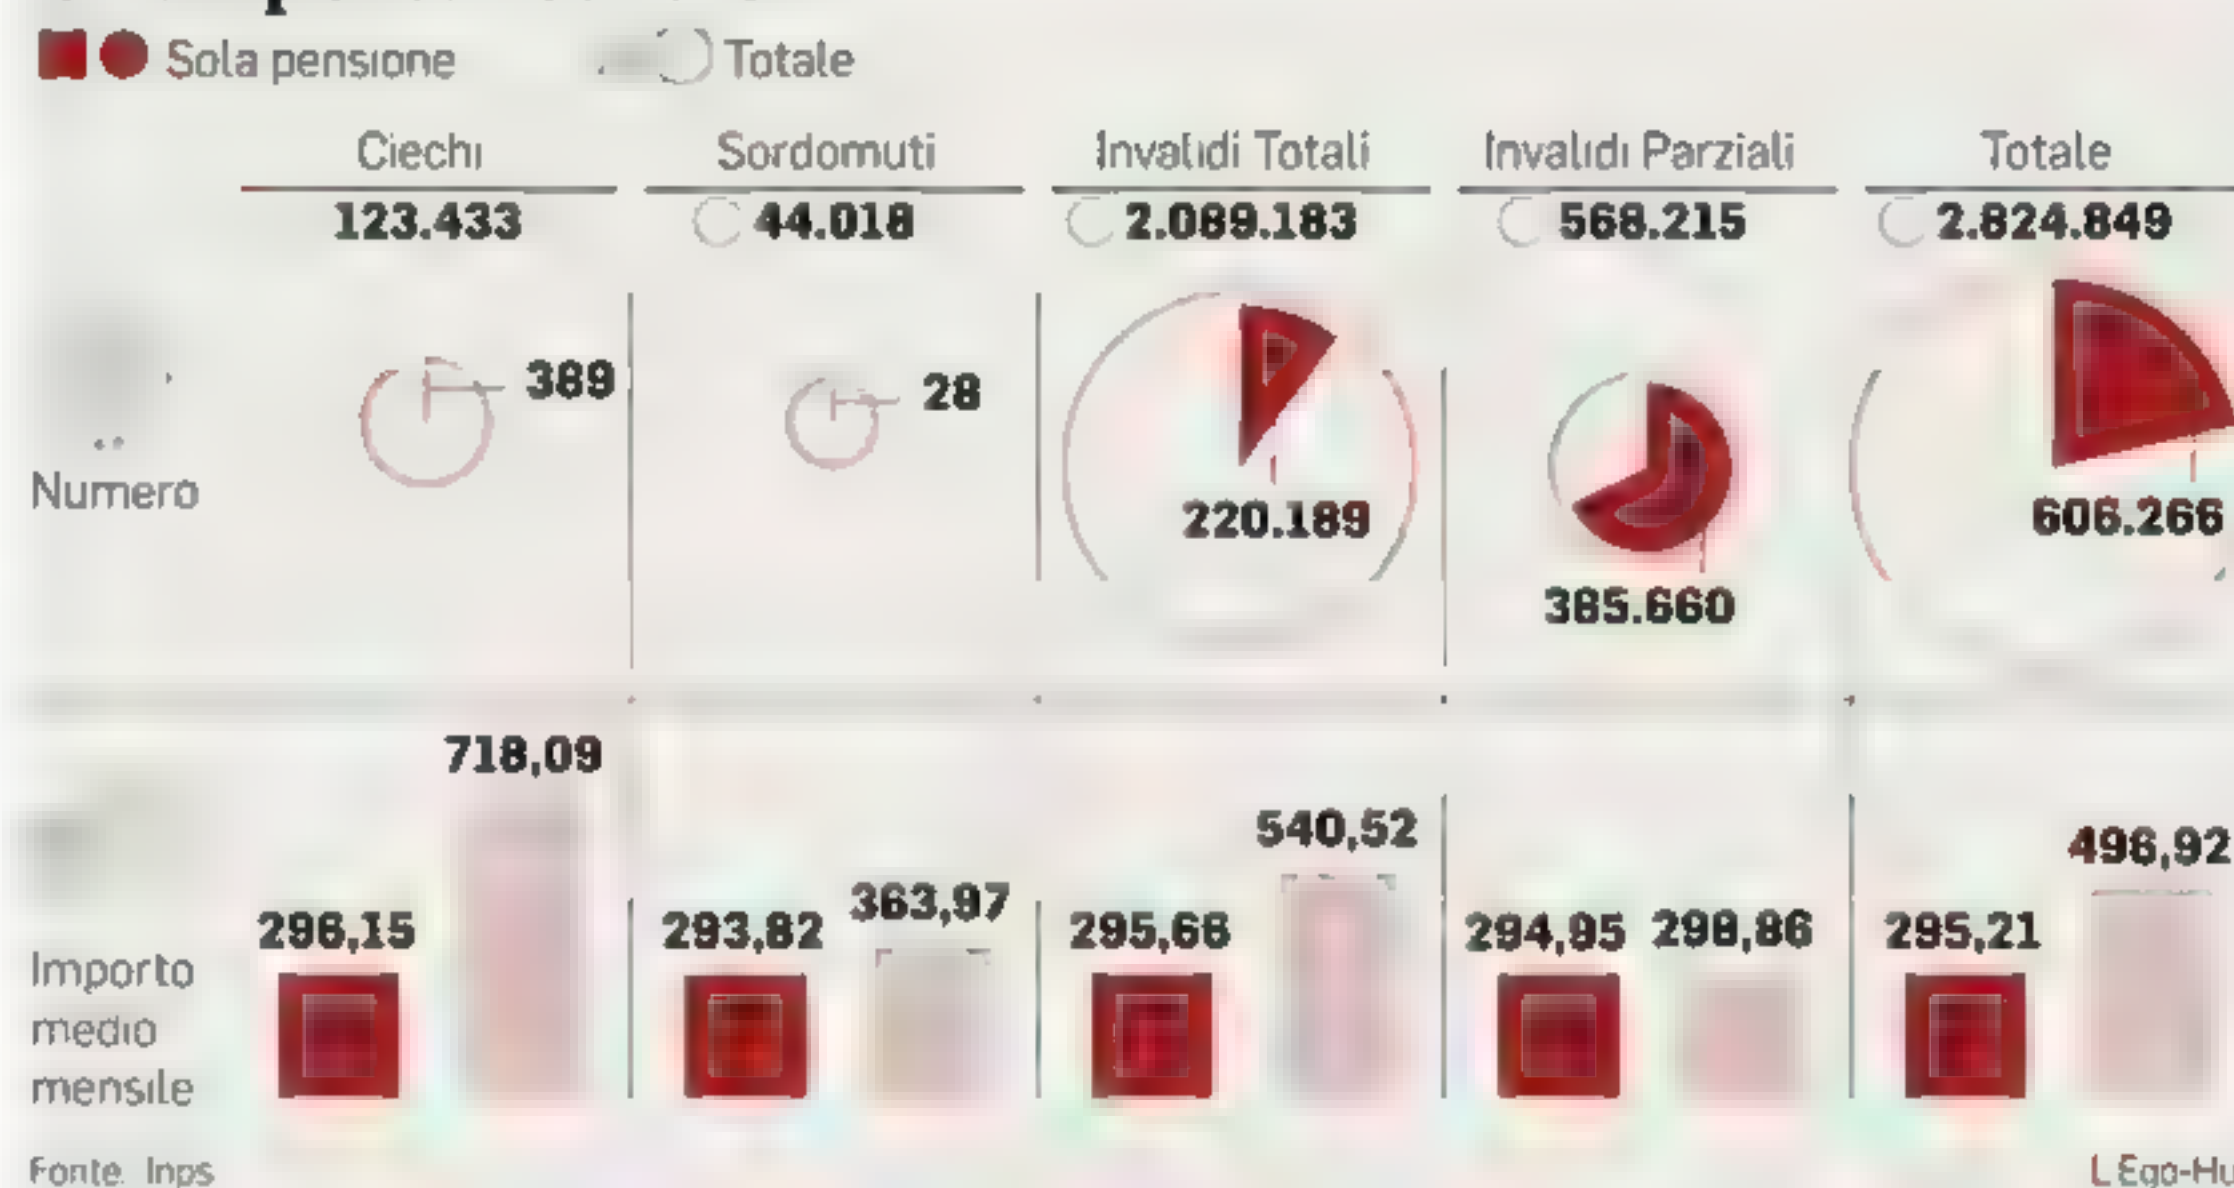 Sola pensione Totale
Ciechi Sordomuti Invalidi Totali Invalidi Parziali Totale
123.433 44.018 2.089.183 568.215 2.824.849
389 28
Numero 220.189 606.266
385.660
718,09
540,52 496,92
296,15 293,82 363,97 295,66 294,95 298,86 295,21
Importo
medio
mensile
Fonte: Inps L'Ego-Hu